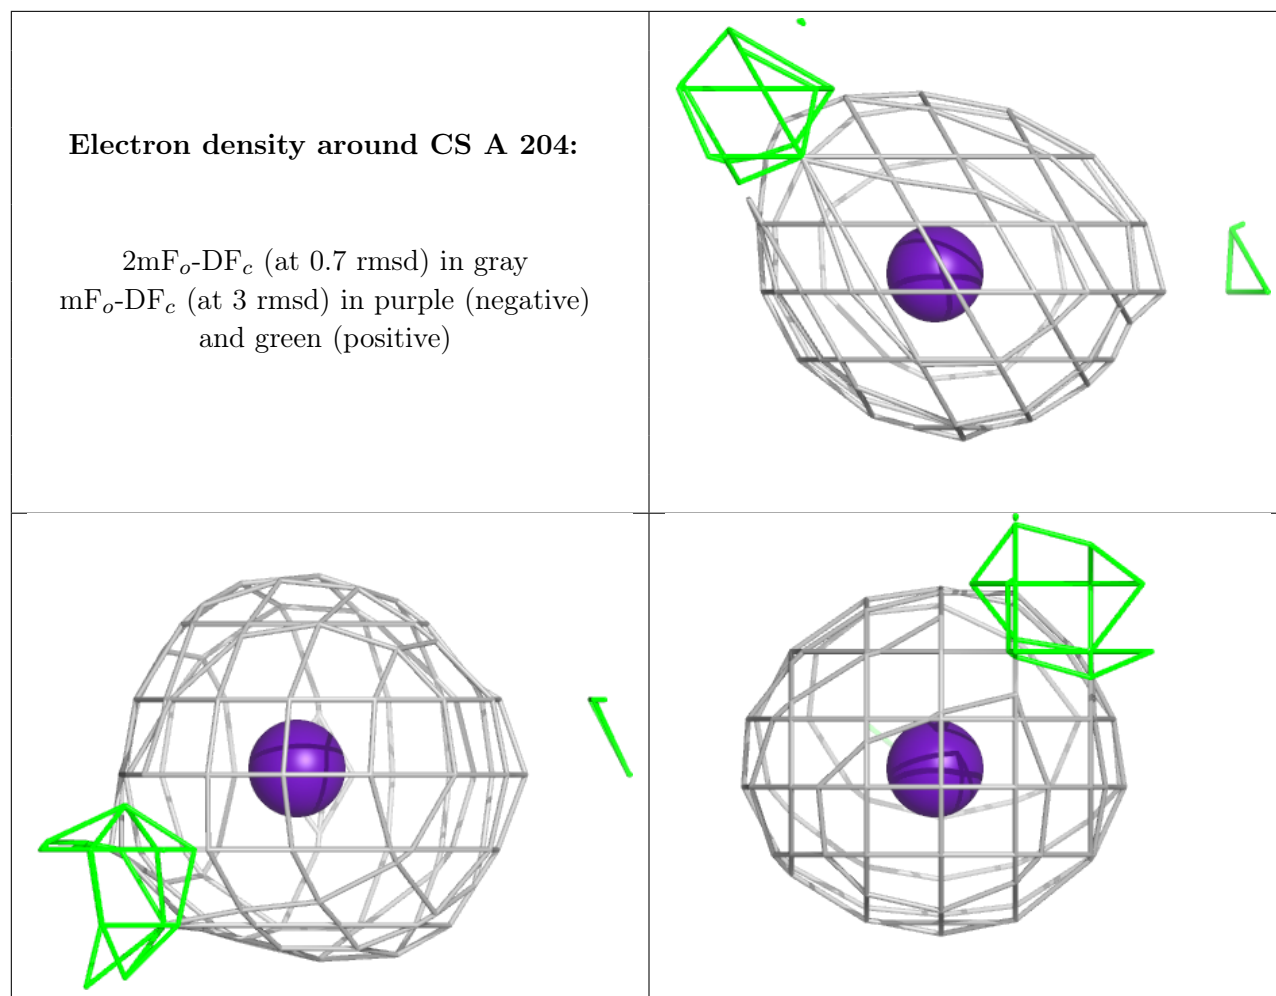 Electron density around CS A 204:
2mFo-DFc (at 0.7 rmsd) in gray
mFo-DFc (at 3 rmsd) in purple (negative)
and green (positive)